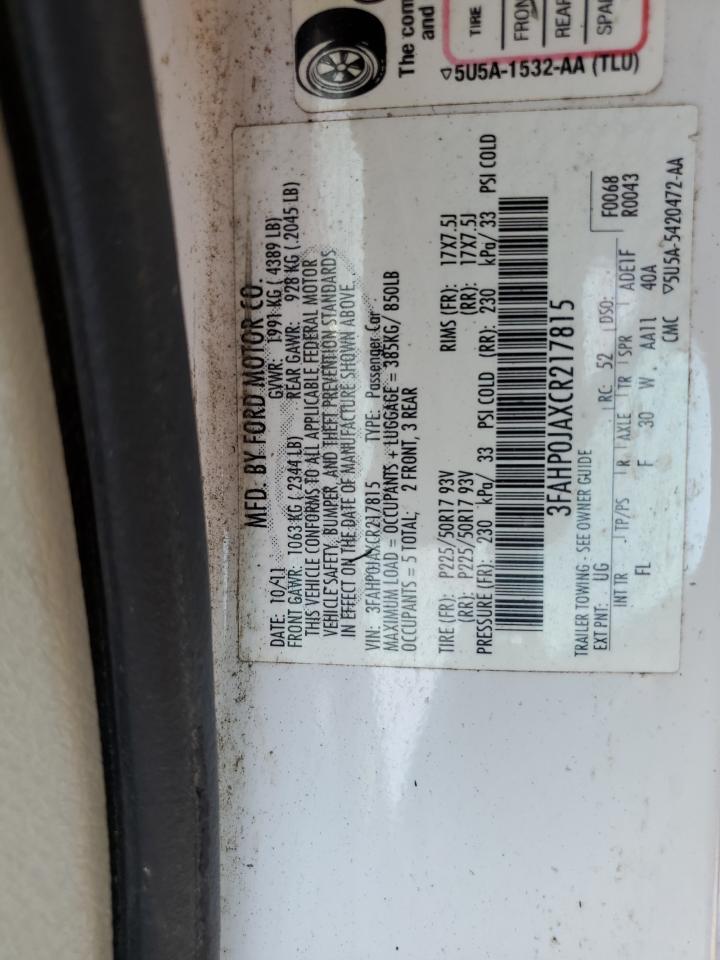 The com
and
TIRE
FRON
REAR
SPAR
▽5U5A-1532-AA (TLU)
MFD. BY FORD MOTOR CO.
DATE: 10/11 GVWR: 1991 KG ( 4389 LB)
FRONT GAWR: 1063 KG ( 2344 LB) REAR GAWR: 928 KG (.2045 LB)
THIS VEHICLE CONFORMS TO ALL APPLICABLE FEDERAL MOTOR
VEHICLE SAFETY, BUMPER, AND THEFT PREVENTION STANDARDS
IN EFFECT ON THE DATE OF MANUFACTURE SHOWN ABOVE.
VIN: 3FAHP0JAXCR217815 TYPE: Passenger Car
MAXIMUM LOAD = OCCUPANTS + LUGGAGE = 385KG/ 850LB
OCCUPANTS = 5 TOTAL; 2 FRONT, 3 REAR
TIRE (FR): P225/50R17 93V RIMS (FR): 17X7.5J
(RR): P225/50R17 93V (RR): 17X7.5J
PRESSURE (FR): 230 kPa/ 33 PSI COLD (RR): 230 kPa/ 33 PSI COLD
3FAHP0JAXCR217815
TRAILER TOWING - SEE OWNER GUIDE
EXT PNT: UG RC: 52 DSO: F0068
R0043
INT TR TP/PS R AXLE TR SPR ADE1F
FL F 30 W AA11 40A
CMC ▽5U5A-5420472-AA